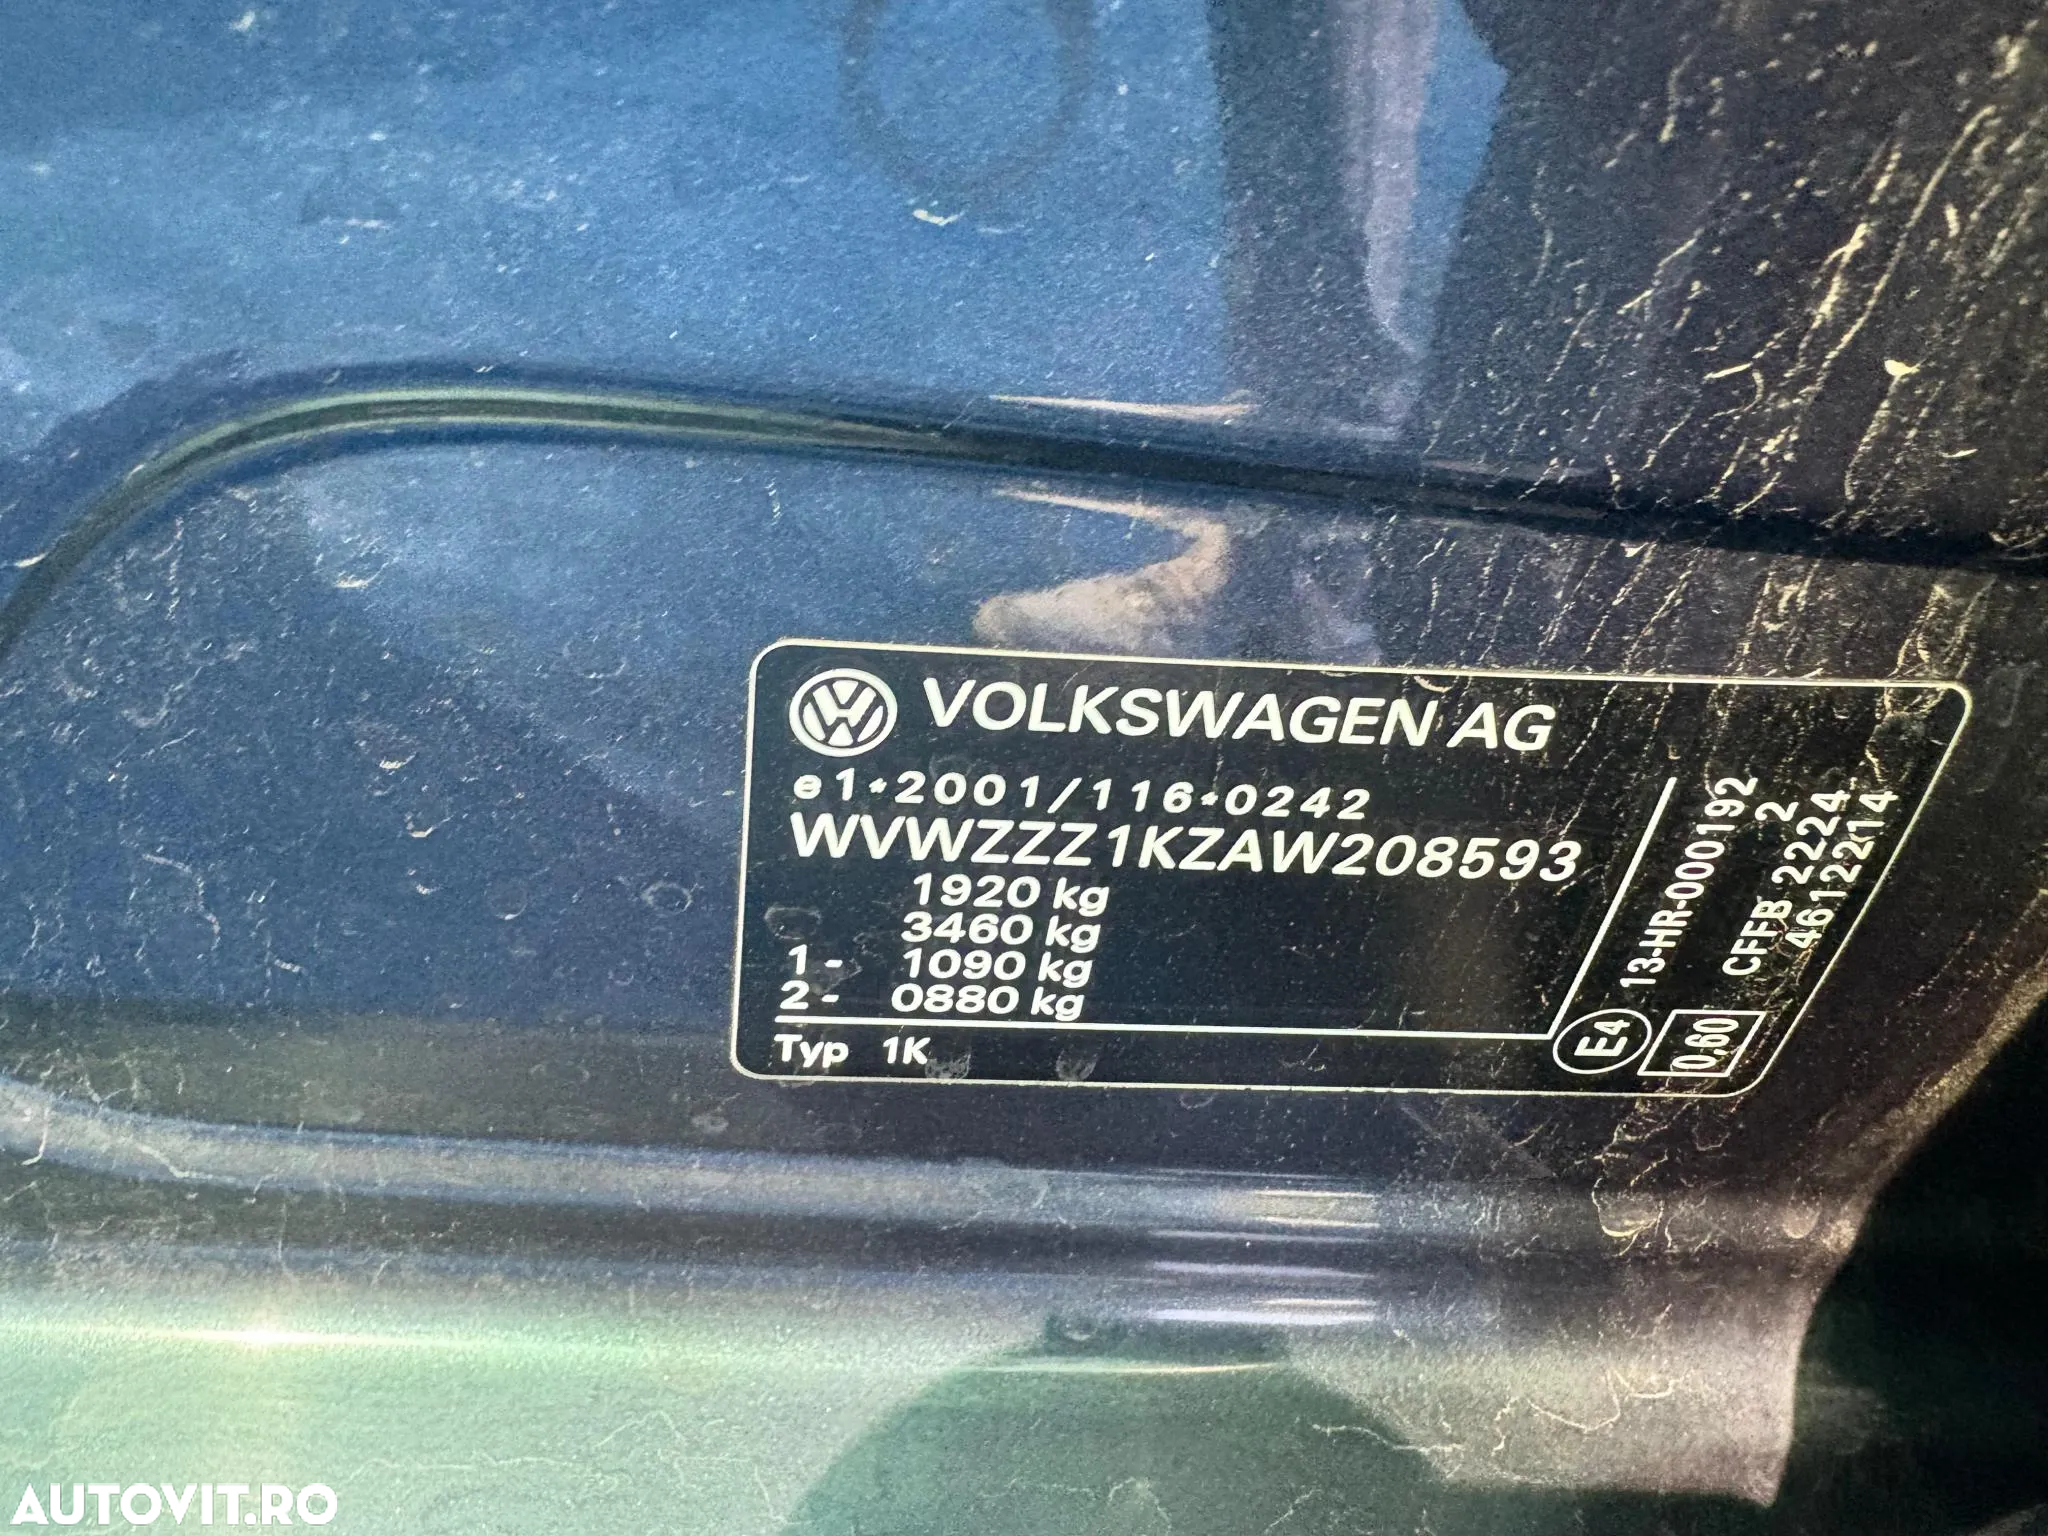 VOLKSWAGEN AG
e1*2001/116*0242
WVWZZZ1KZAW208593
1920 kg
3460 kg
1- 1090 kg
2- 0880 kg
Typ 1K
13-HR-000192
2
CFFB 2224
4612214
E4
0,60
AUTOVIT.RO